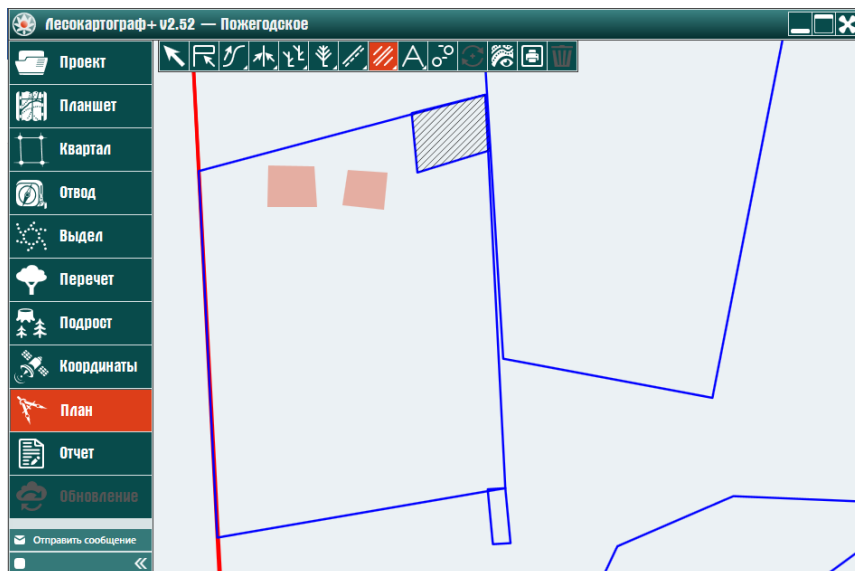 Лесокартограф+ v2.52 — Пожегодское
Проект
Планшет
Квартал
Отвод
Выдел
Перечет
Подрост
Координаты
План
Отчет
Обновление
Отправить сообщение